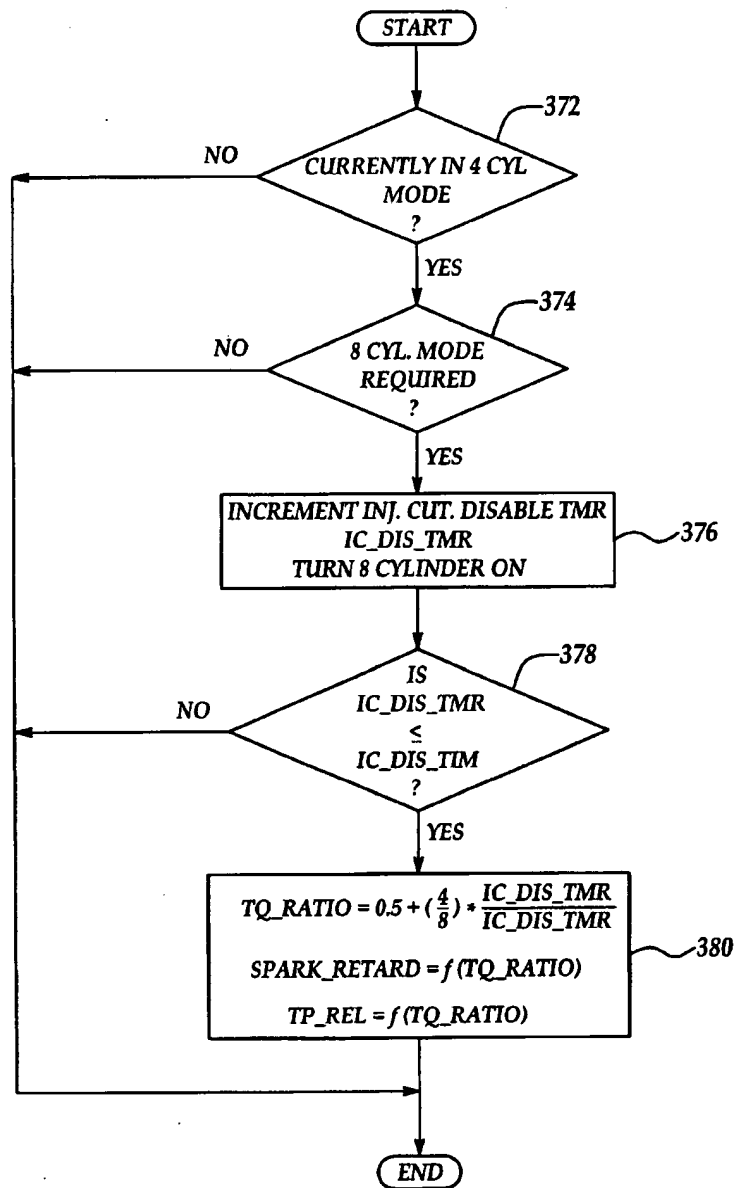 START
372
CURRENTLY IN 4 CYL
MODE
?
NO
YES
374
8 CYL. MODE
REQUIRED
?
NO
YES
INCREMENT INJ. CUT. DISABLE TMR
IC_DIS_TMR
TURN 8 CYLINDER ON
376
378
IS
IC_DIS_TMR
≤
IC_DIS_TIM
?
NO
YES
TQ_RATIO = 0.5 + (4/8) * IC_DIS_TMR/IC_DIS_TMR
SPARK_RETARD = f (TQ_RATIO)
TP_REL = f (TQ_RATIO)
380
END